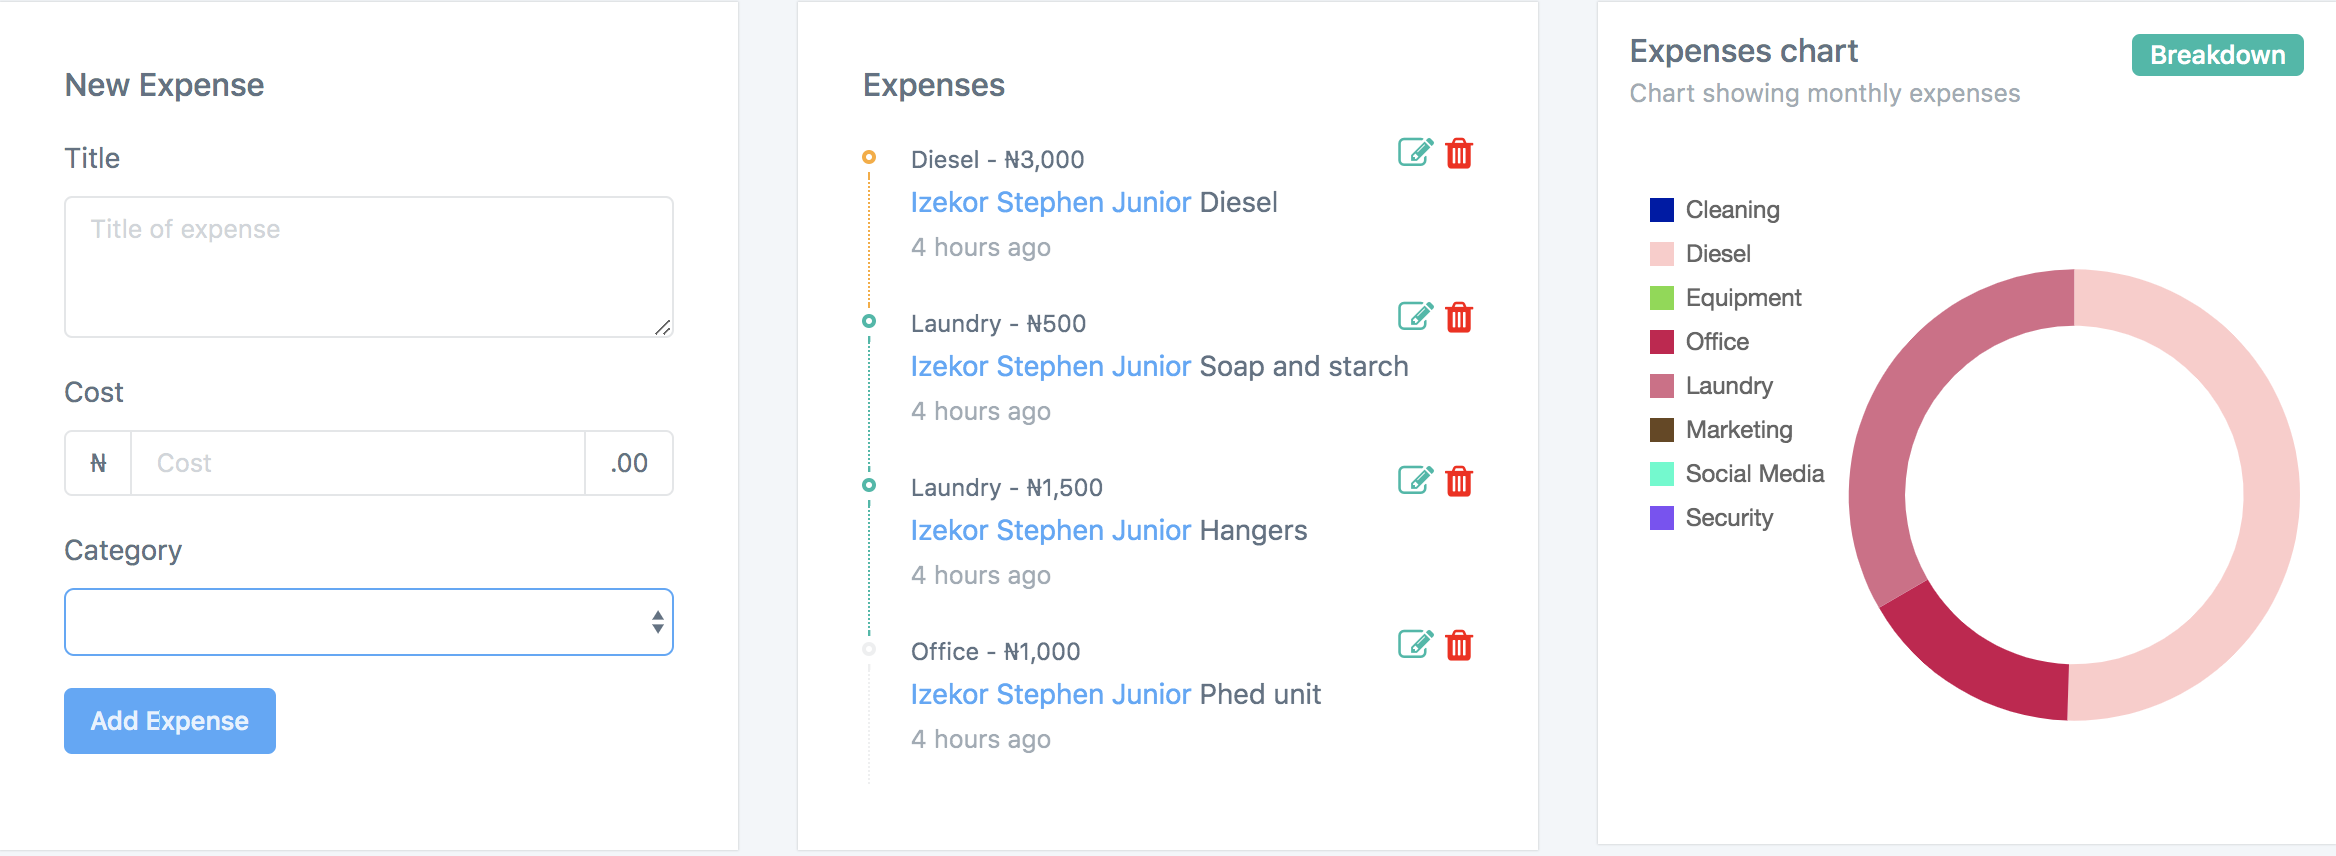 New Expense
Title
Title of expense
Cost
₦
Cost
.00
Category
Add Expense
Expenses
Diesel - ₦3,000
Izekor Stephen Junior Diesel
4 hours ago
Laundry - ₦500
Izekor Stephen Junior Soap and starch
4 hours ago
Laundry - ₦1,500
Izekor Stephen Junior Hangers
4 hours ago
Office - ₦1,000
Izekor Stephen Junior Phed unit
4 hours ago
Expenses chart
Breakdown
Chart showing monthly expenses
Cleaning
Diesel
Equipment
Office
Laundry
Marketing
Social Media
Security